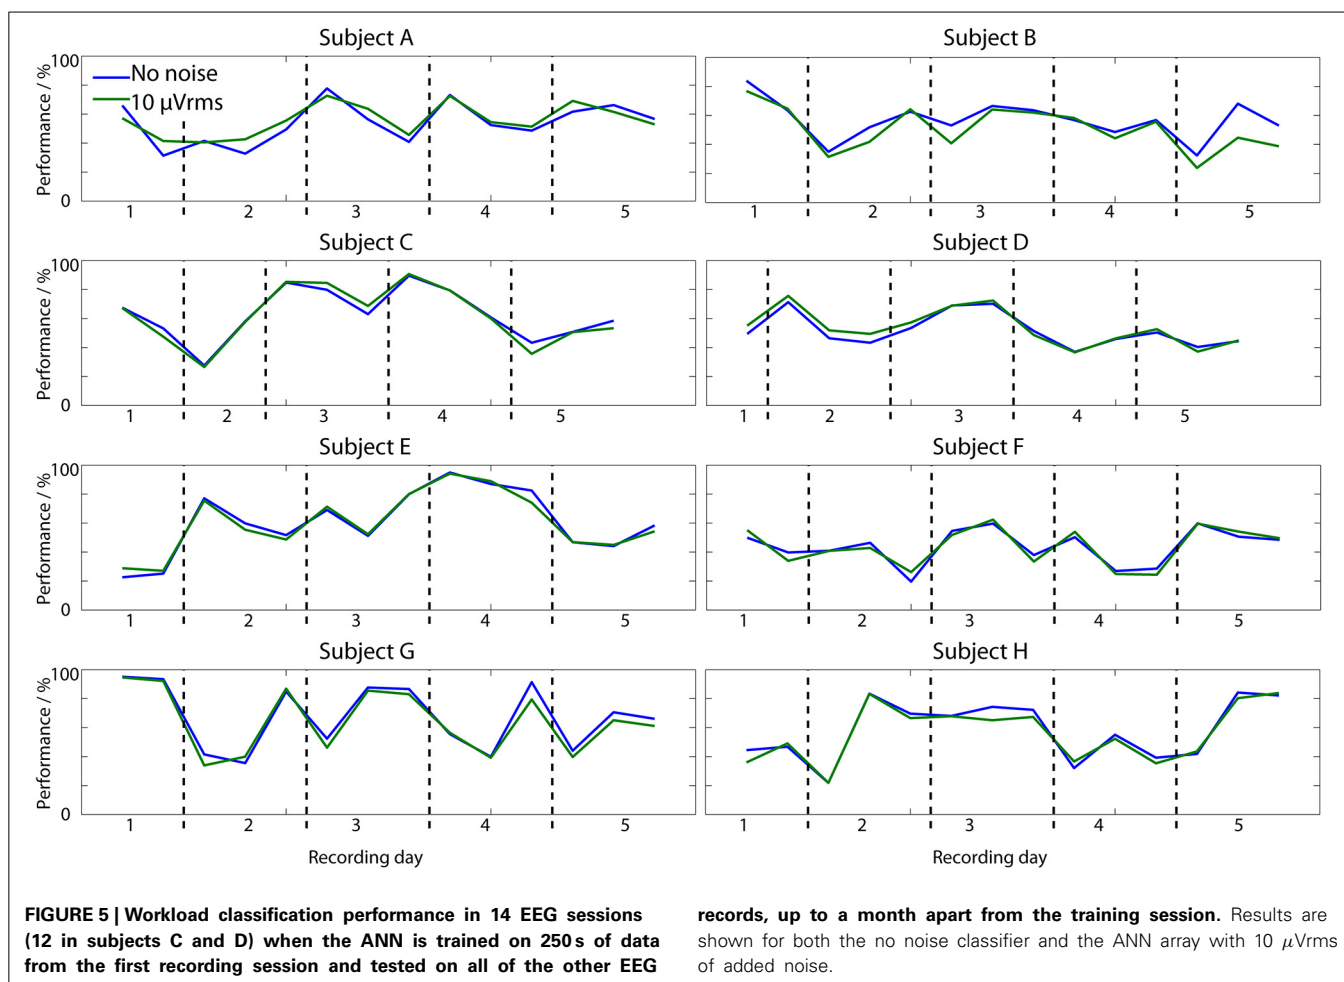 Subject A
Subject B
Performance / %
100
0
No noise
10 µVrms
1 2 3 4 5
1 2 3 4 5
Subject C
Subject D
Performance / %
100
0
1 2 3 4 5
1 2 3 4 5
Subject E
Subject F
Performance / %
100
0
1 2 3 4 5
1 2 3 4 5
Subject G
Subject H
Performance / %
100
0
1 2 3 4 5
1 2 3 4 5
Recording day
Recording day
FIGURE 5 | Workload classification performance in 14 EEG sessions
(12 in subjects C and D) when the ANN is trained on 250 s of data
from the first recording session and tested on all of the other EEG
records, up to a month apart from the training session. Results are
shown for both the no noise classifier and the ANN array with 10 µVrms
of added noise.